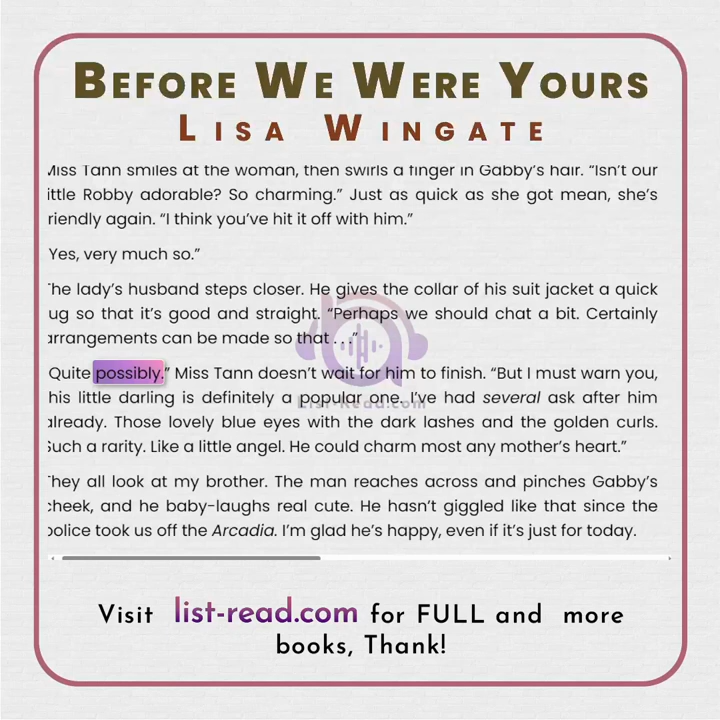 BEFORE WE WERE YOURS
LISA WINGATE
Miss Tann smiles at the woman, then swirls a finger in Gabby's hair. “Isn't our
ittle Robby adorable? So charming.” Just as quick as she got mean, she's
riendly again. “I think you've hit it off with him.”
Yes, very much so.”
The lady's husband steps closer. He gives the collar of his suit jacket a quick
ug so that it's good and straight. “Perhaps we should chat a bit. Certainly
arrangements can be made so that . . .”
Quite possibly.” Miss Tann doesn't wait for him to finish. “But I must warn you,
his little darling is definitely a popular one. I've had several ask after him
already. Those lovely blue eyes with the dark lashes and the golden curls.
Such a rarity. Like a little angel. He could charm most any mother's heart.”
They all look at my brother. The man reaches across and pinches Gabby's
cheek, and he baby-laughs real cute. He hasn't giggled like that since the
police took us off the Arcadia. I'm glad he's happy, even if it's just for today.
List-Read.com
Visit list-read.com for FULL and more
books, Thank!